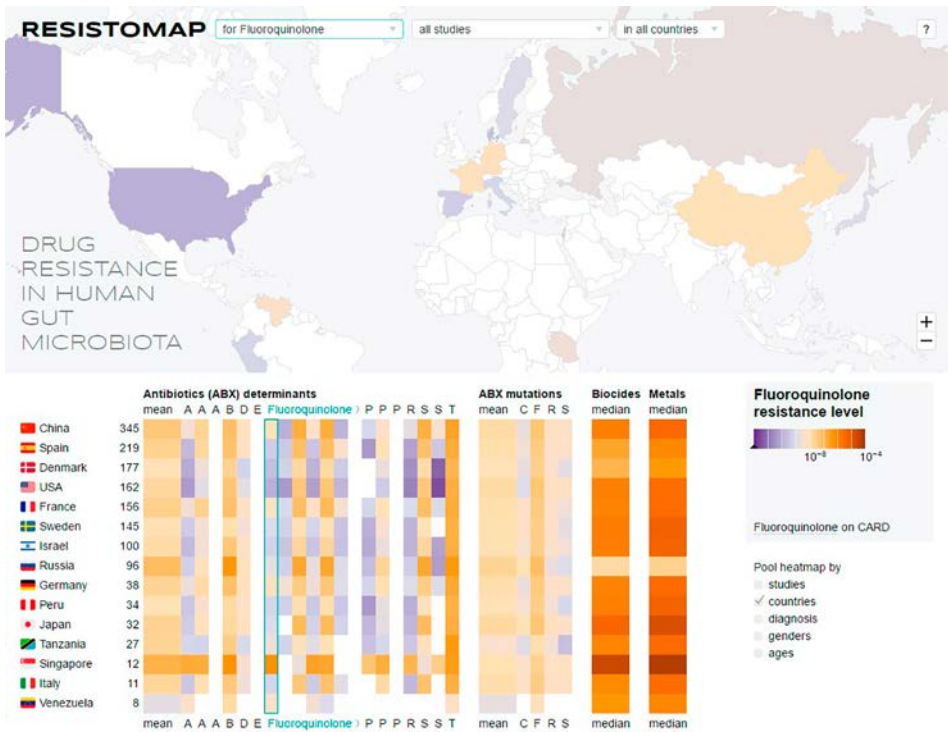 RESISTOMAP for Fluoroquinolone all studies in all countries ?
DRUG
RESISTANCE
IN HUMAN
GUT
MICROBIOTA
+
−
Antibiotics (ABX) determinants ABX mutations Biocides Metals
mean A A A B D E Fluoroquinolone ) P P P R S S T mean C F R S median median
China 345
Spain 219
Denmark 177
USA 162
France 156
Sweden 145
Israel 100
Russia 96
Germany 38
Peru 34
Japan 32
Tanzania 27
Singapore 12
Italy 11
Venezuela 8
mean A A A B D E Fluoroquinolone ) P P P R S S T mean C F R S median median
Fluoroquinolone
resistance level
10⁻⁸ 10⁻⁴
Fluoroquinolone on CARD
Pool heatmap by
studies
countries
diagnosis
genders
ages